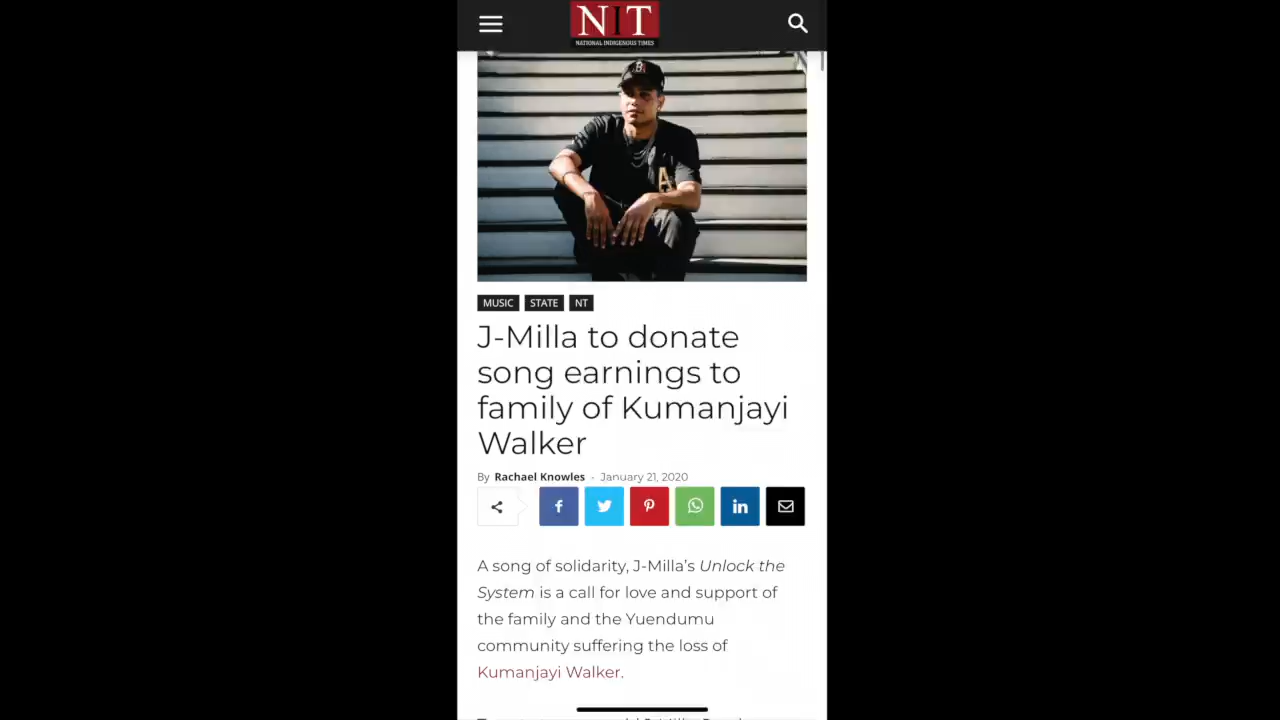 NIT
NATIONAL INDIGENOUS TIMES
B
A
MUSIC STATE NT
J-Milla to donate
song earnings to
family of Kumanjayi
Walker
By Rachael Knowles - January 21, 2020
A song of solidarity, J-Milla's Unlock the
System is a call for love and support of
the family and the Yuendumu
community suffering the loss of
Kumanjayi Walker.